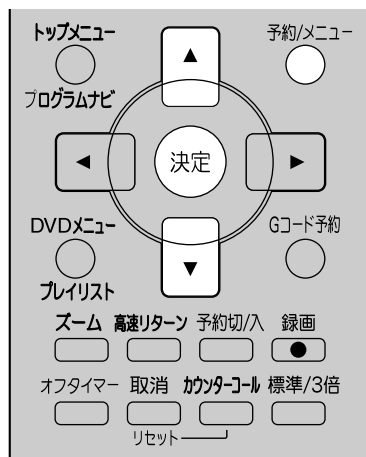 トップメニュー
予約/メニュー
▲
プログラムナビ
◀
決定
▶
DVDメニュー
Gコード予約
▼
プレイリスト
ズーム 高速リターン 予約切/入 録画
●
オフタイマー 取消 カウンターコール 標準/3倍
リセット